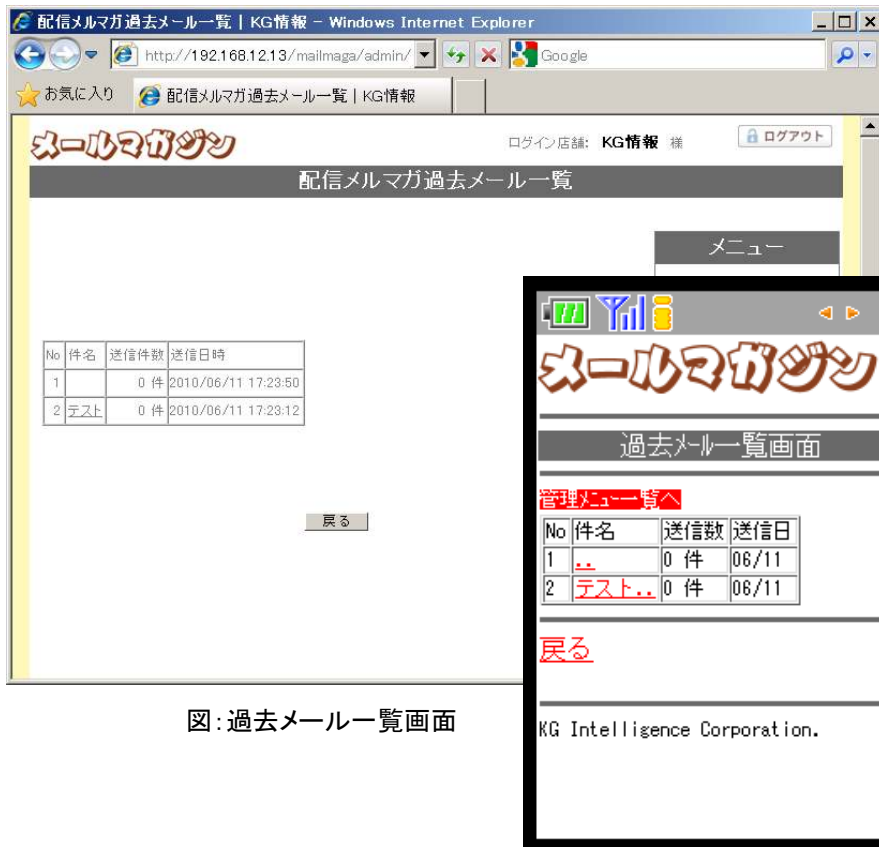 配信メルマガ過去メール一覧 | KG情報 - Windows Internet Explorer
http://192.168.12.13/mailmaga/admin/
Google
お気に入り
配信メルマガ過去メール一覧 | KG情報
メールマガジン
ログイン店舗: KG情報 様
ログアウト
配信メルマガ過去メール一覧
メニュー
No 件名 送信件数 送信日時
1 0 件 2010/06/11 17:23:50
2 テスト 0 件 2010/06/11 17:23:12
戻る
メールマガジン
過去ﾒｰﾙ一覧画面
管理ﾒﾆｭｰ一覧へ
No 件名 送信数 送信日
1 .. 0 件 06/11
2 テスト.. 0 件 06/11
戻る
KG Intelligence Corporation.
図:過去メール一覧画面